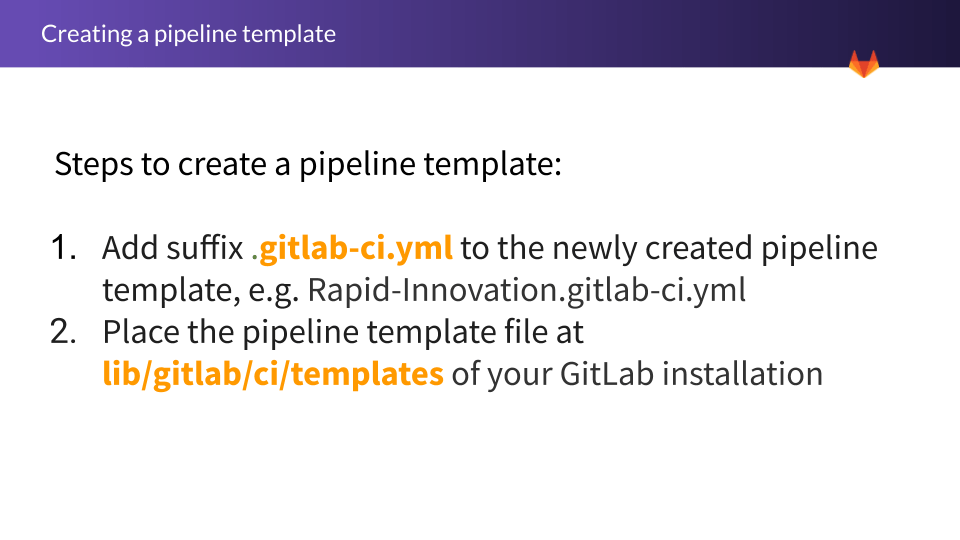 Creating a pipeline template
Steps to create a pipeline template:
1. Add suffix .gitlab-ci.yml to the newly created pipeline
template, e.g. Rapid-Innovation.gitlab-ci.yml
2. Place the pipeline template file at
lib/gitlab/ci/templates of your GitLab installation